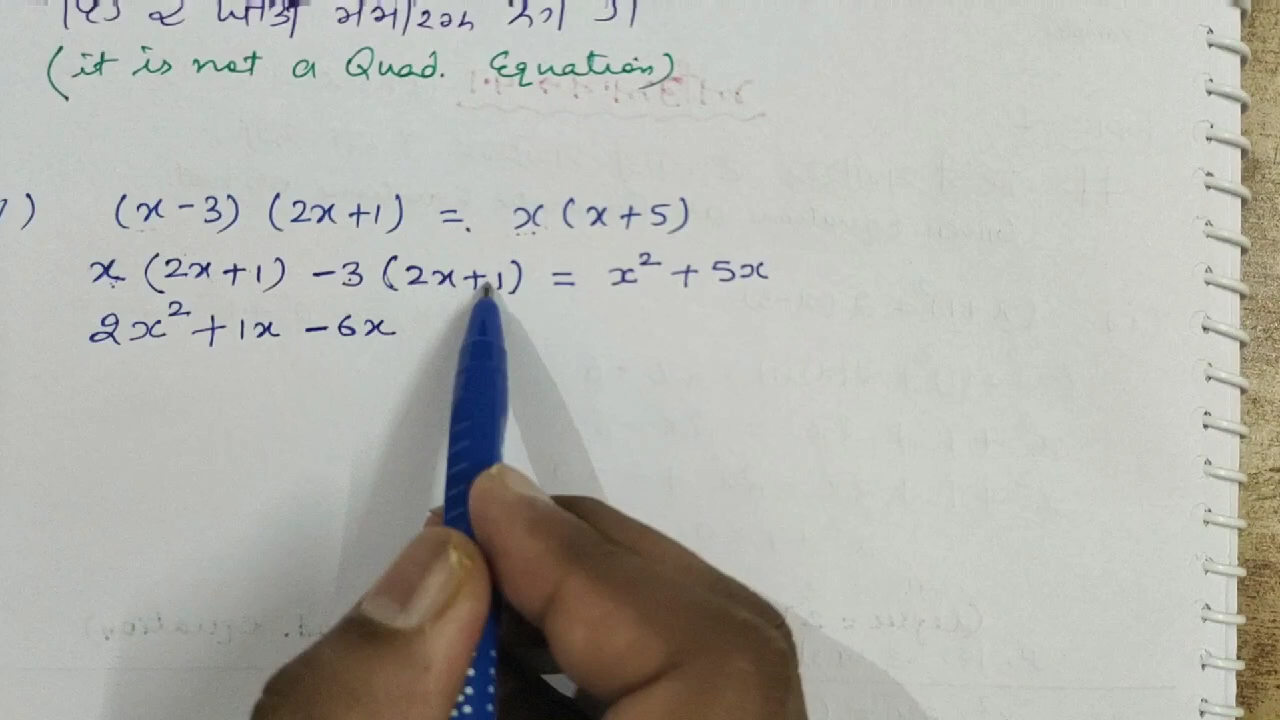 (it is not a Quad. Equation)
) (x-3) (2x+1) = x(x+5)
x (2x+1) -3 (2x+1) = x² + 5x
2x² + 1x - 6x